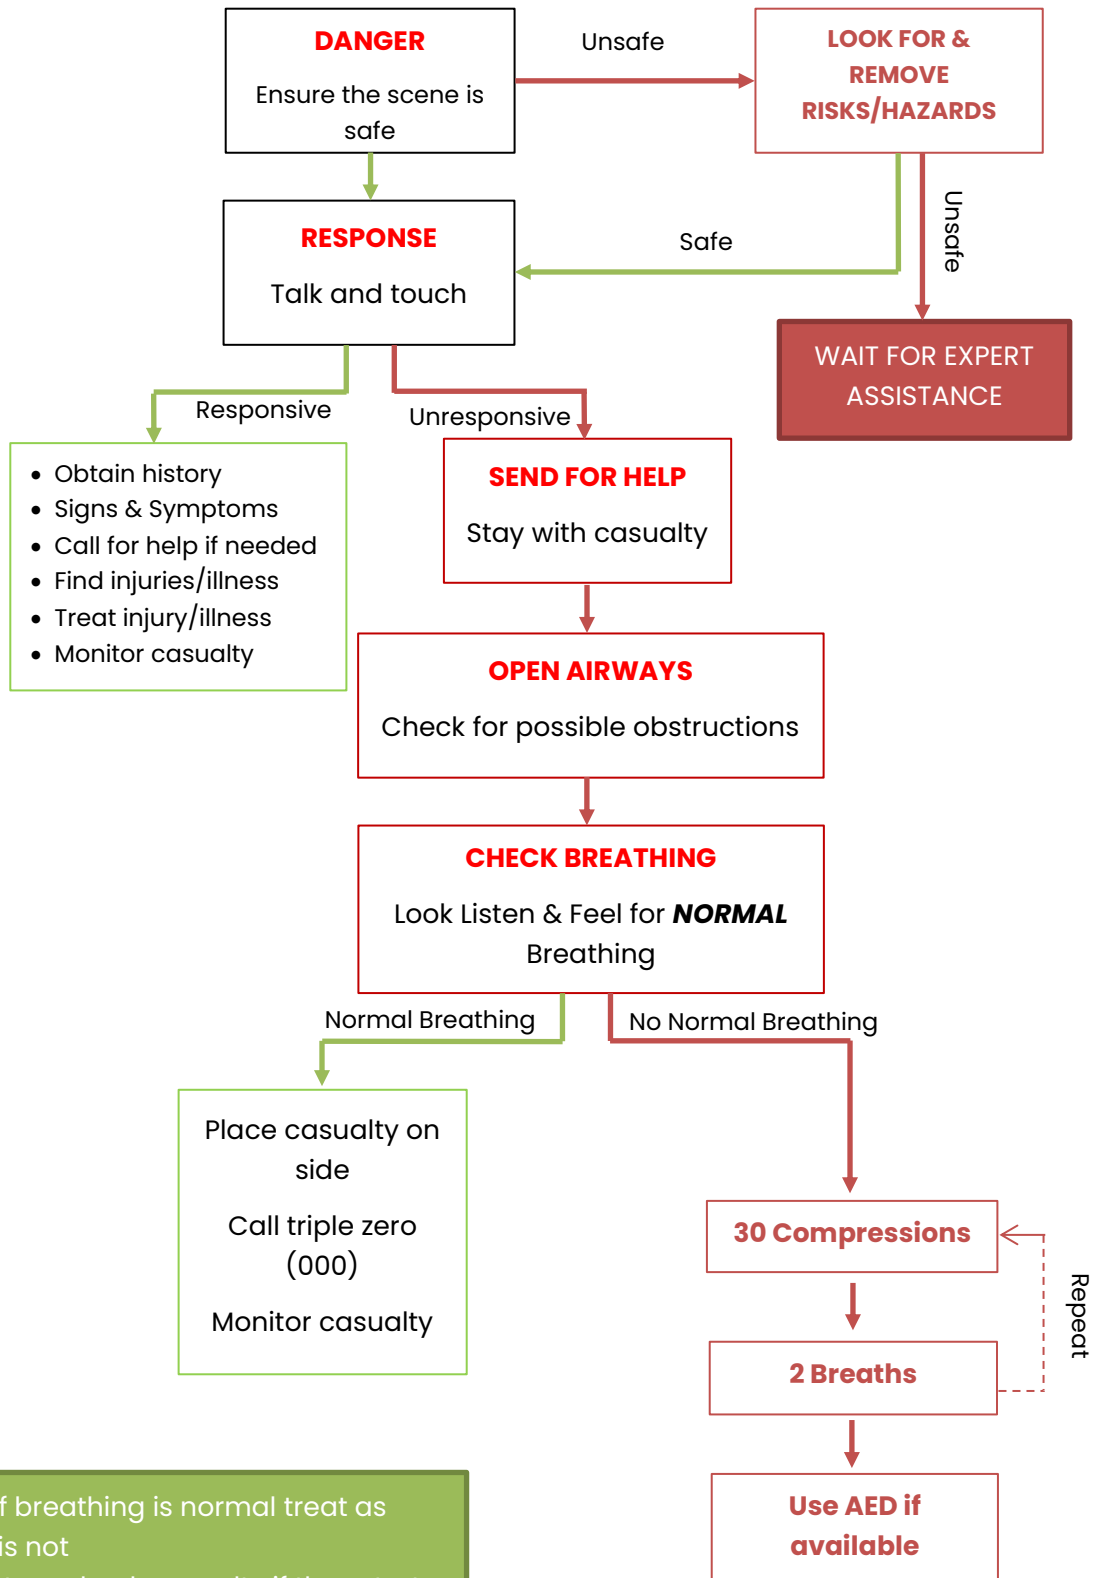 DANGER
Ensure the scene is
safe
Unsafe
LOOK FOR &
REMOVE
RISKS/HAZARDS
RESPONSE
Talk and touch
Safe
Unsafe
WAIT FOR EXPERT
ASSISTANCE
Responsive
Unresponsive
• Obtain history
• Signs & Symptoms
• Call for help if needed
• Find injuries/illness
• Treat injury/illness
• Monitor casualty
SEND FOR HELP
Stay with casualty
OPEN AIRWAYS
Check for possible obstructions
CHECK BREATHING
Look Listen & Feel for NORMAL
Breathing
Normal Breathing
No Normal Breathing
Place casualty on
side
Call triple zero
(000)
Monitor casualty
30 Compressions
Repeat
2 Breaths
Use AED if
available
f breathing is normal treat as
is not